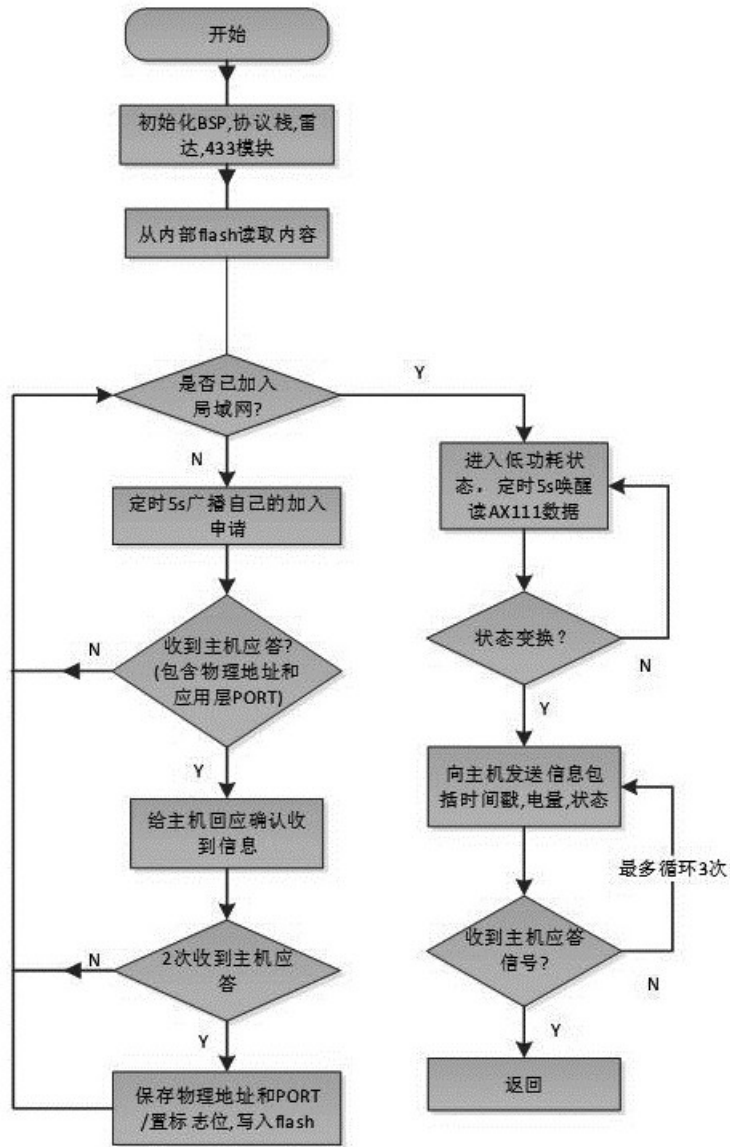 开始
初始化BSP,协议栈,雷
达,433模块
从内部flash读取内容
是否已加入
局域网?
Y
N
定时5s广播自己的加入
申请
收到主机应答?
(包含物理地址和
应用层PORT)
N
Y
给主机回应确认收
到信息
2次收到主机应
答
N
Y
保存物理地址和PORT
/置标志位,写入flash
进入低功耗状
态，定时5s唤醒
读AX111数据
状态变换？
N
Y
向主机发送信息包
括时间戳,电量,状态
最多循环3次
收到主机应答
信号?
N
Y
返回